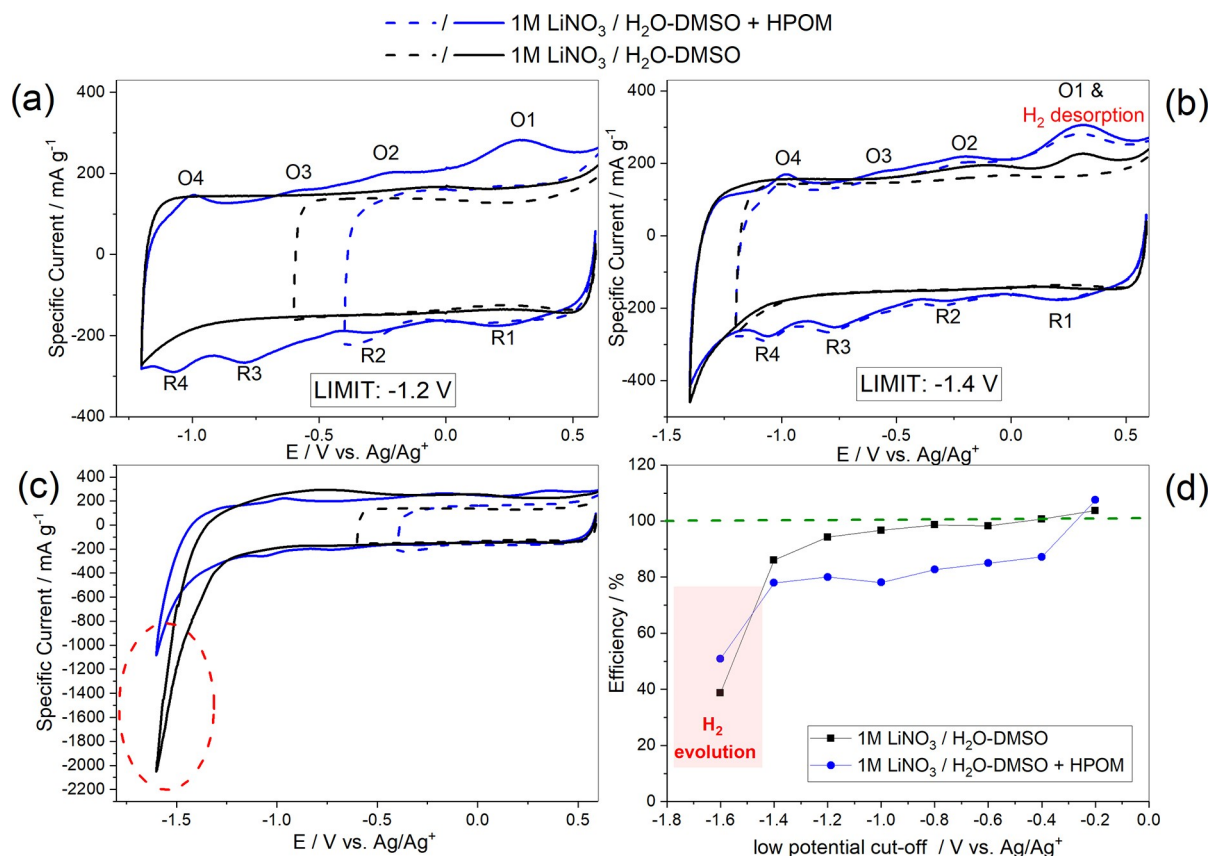 / 1M LiNO₃ / H₂O-DMSO + HPOM
/ 1M LiNO₃ / H₂O-DMSO
(a)
400
200
0
-200
-400
Specific Current / mA g⁻¹
O4
O3
O2
O1
R4
R3
R2
R1
LIMIT: -1.2 V
-1.0
-0.5
0.0
0.5
E / V vs. Ag/Ag⁺
(b)
400
200
0
-200
-400
Specific Current / mA g⁻¹
O1 &
H₂ desorption
O4
O3
O2
R4
R3
R2
R1
LIMIT: -1.4 V
-1.5
-1.0
-0.5
0.0
0.5
E / V vs. Ag/Ag⁺
(c)
400
200
0
-200
-400
-600
-800
-1000
-1200
-1400
-1600
-1800
-2000
-2200
Specific Current / mA g⁻¹
-1.5
-1.0
-0.5
0.0
0.5
E / V vs. Ag/Ag⁺
(d)
120
100
80
60
40
20
0
Efficiency / %
H₂
evolution
1M LiNO₃ / H₂O-DMSO
1M LiNO₃ / H₂O-DMSO + HPOM
-1.8
-1.6
-1.4
-1.2
-1.0
-0.8
-0.6
-0.4
-0.2
0.0
low potential cut-off / V vs. Ag/Ag⁺